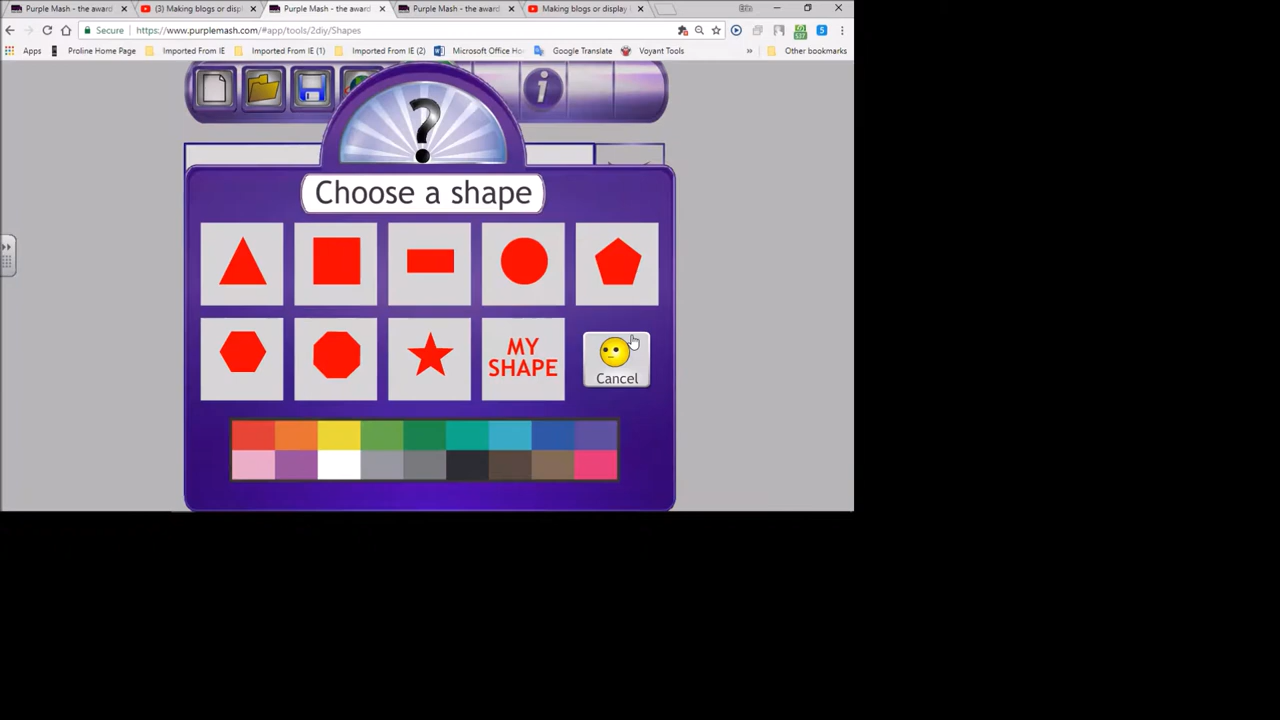 Purple Mash - the award
(3) Making blogs or displ
Purple Mash - the award
Purple Mash - the award
Making blogs or display
Secure
https://www.purplemash.com/#app/tools/2diy/Shapes
5
Apps
Proline Home Page
Imported From IE
Imported From IE (1)
Imported From IE (2)
Microsoft Office Ho
Google Translate
Voyant Tools
»
Other bookmarks
i
?
Choose a shape
MY
SHAPE
Cancel